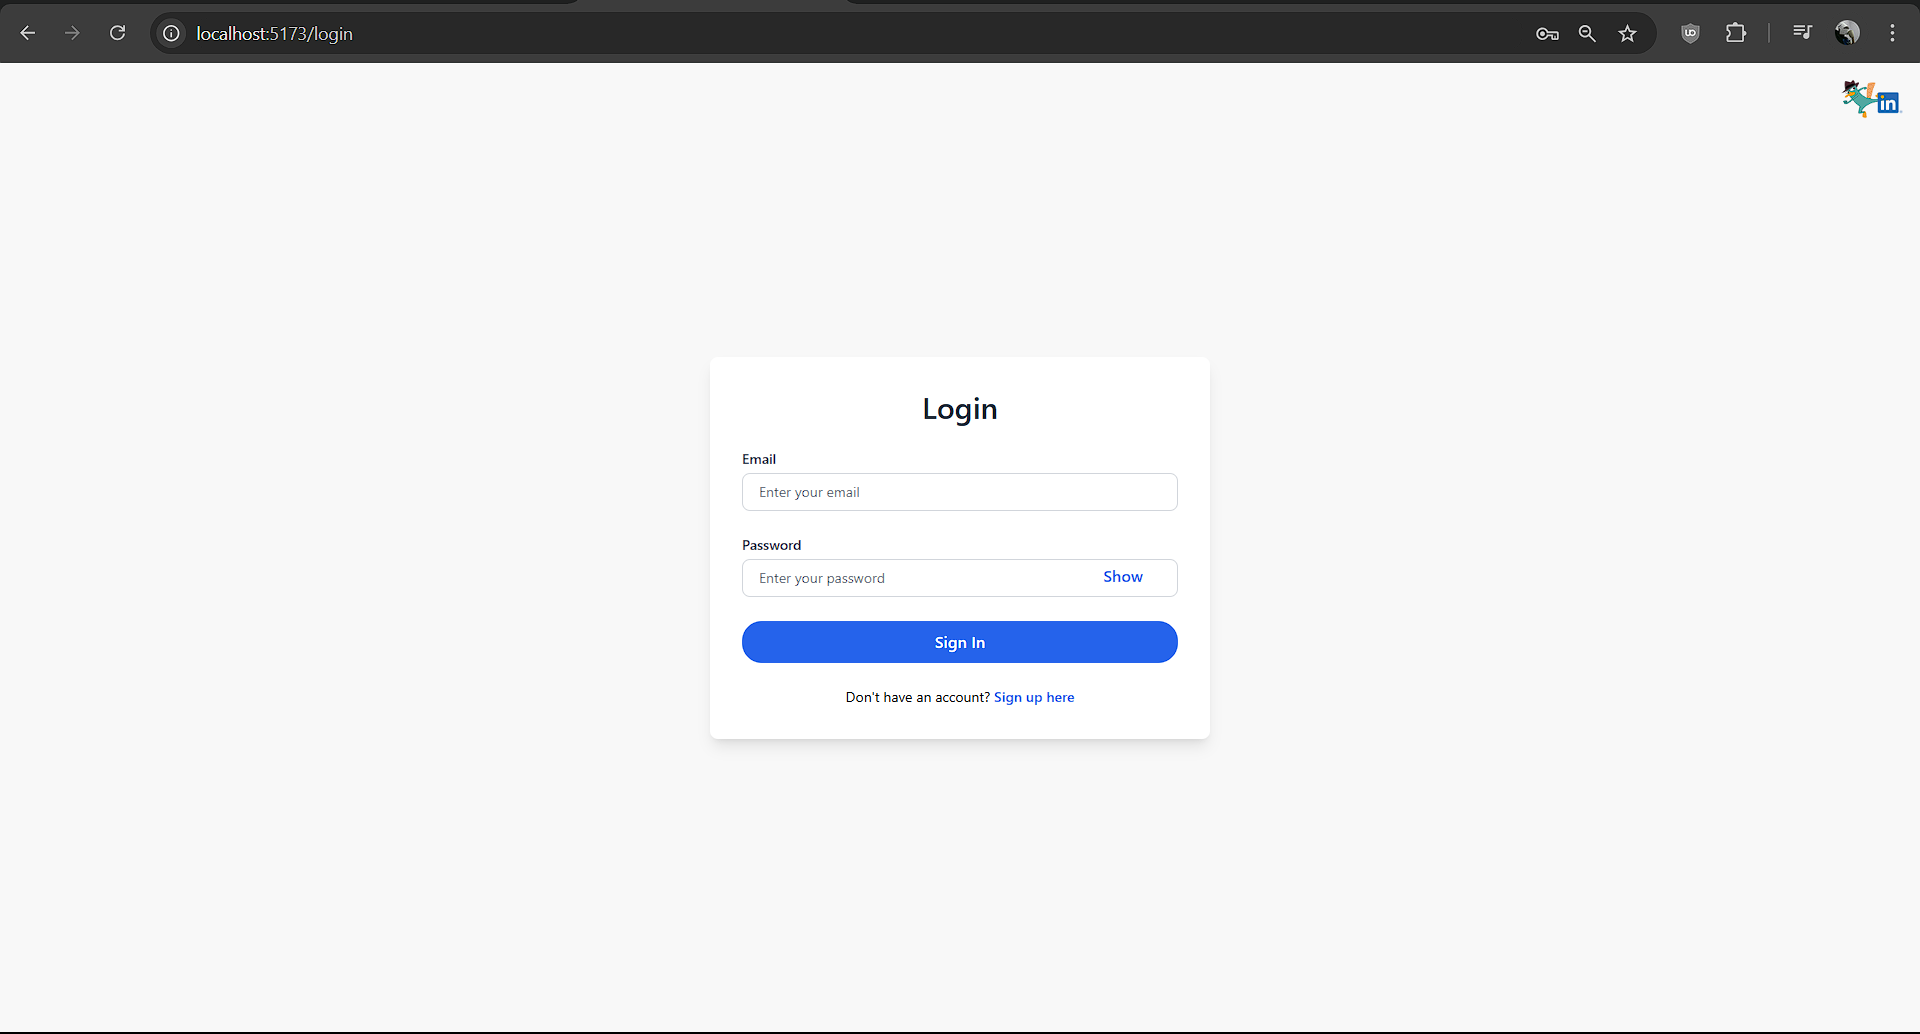 localhost:5173/login
in
Login
Email
Enter your email
Password
Enter your password
Show
Sign In
Don't have an account? Sign up here